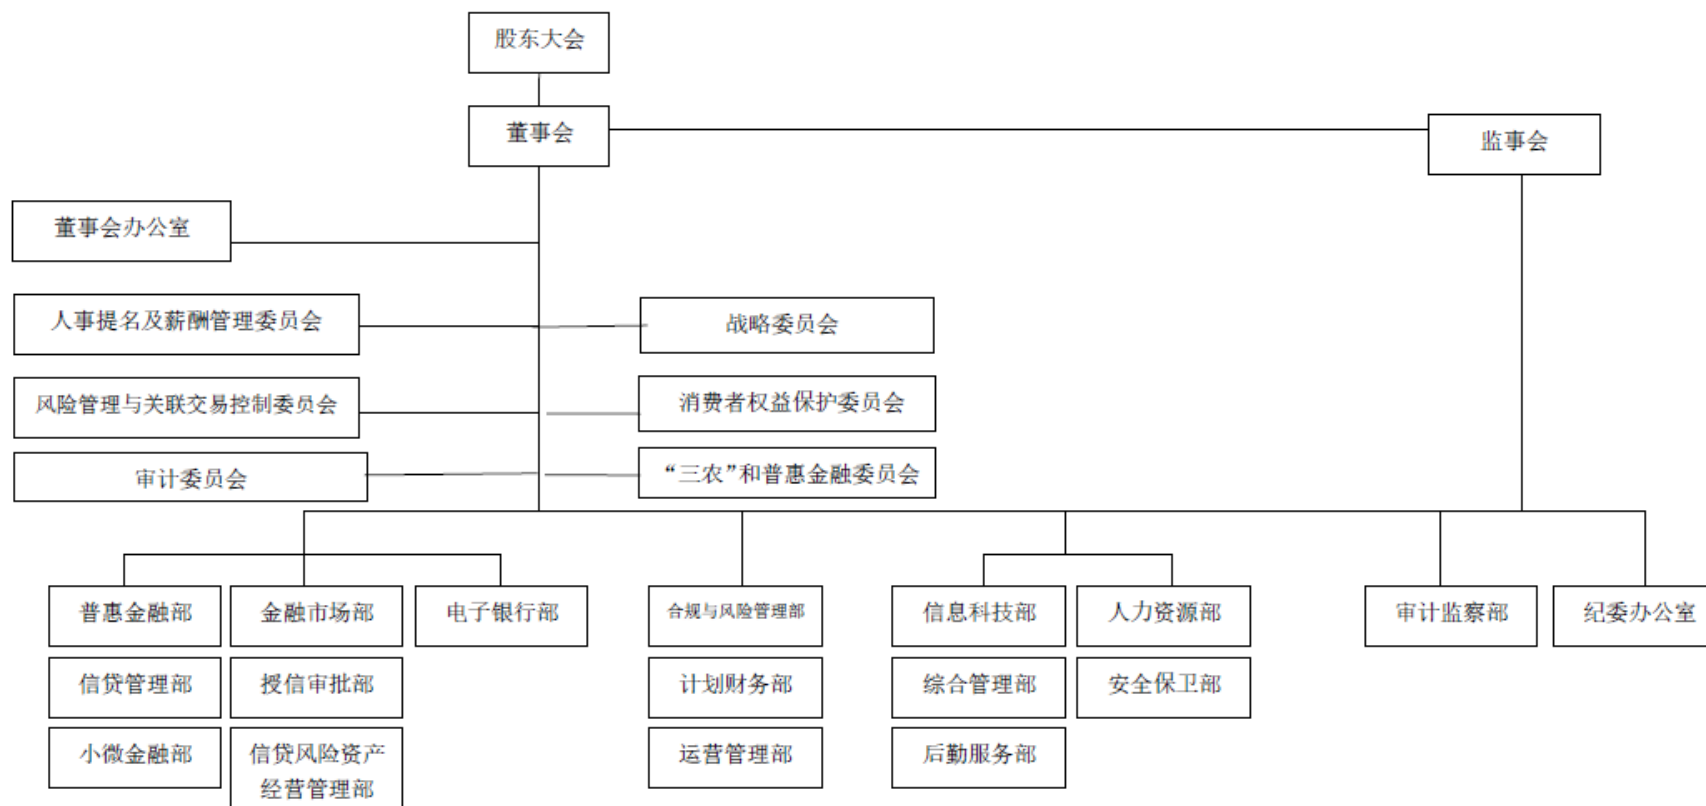 股东大会
董事会
监事会
董事会办公室
人事提名及薪酬管理委员会
战略委员会
风险管理与关联交易控制委员会
消费者权益保护委员会
审计委员会
“三农”和普惠金融委员会
普惠金融部
金融市场部
电子银行部
合规与风险管理部
信息科技部
人力资源部
审计监察部
纪委办公室
信贷管理部
授信审批部
计划财务部
综合管理部
安全保卫部
小微金融部
信贷风险资产
经营管理部
运营管理部
后勤服务部